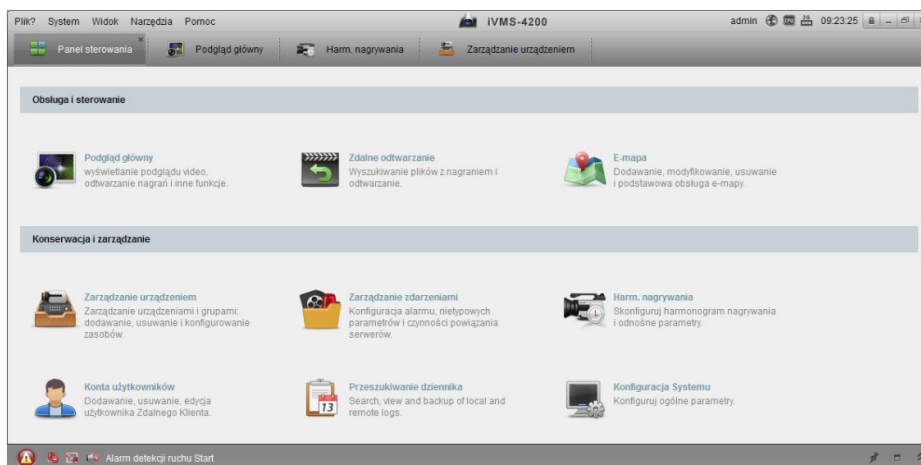 Plik? System Widok Narzędzia Pomoc iVMS-4200 admin 09:23:25
Panel sterowania Podgląd główny Harm. nagrywania Zarządzanie urządzeniem
Obsługa i sterowanie
Podgląd główny
wyświetlanie podglądu video,
odtwarzanie nagrań i inne funkcje.
Zdalne odtwarzanie
Wyszukiwanie plików z nagraniem i
odtwarzanie.
E-mapa
Dodawanie, modyfikowanie, usuwanie
i podstawowa obsługa e-mapy.
Konserwacja i zarządzanie
Zarządzanie urządzeniem
Zarządzanie urządzeniami i grupami:
dodawanie, usuwanie i konfigurowanie
zasobów.
Zarządzanie zdarzeniami
Konfiguracja alarmu, nietypowych
parametrów i czynności powiązania
serwerów.
Harm. nagrywania
Skonfiguruj harmonogram nagrywania
i odnośne parametry.
Konta użytkowników
Dodawanie, usuwanie, edycja
użytkownika Zdalnego Klienta.
13
Przeszukiwanie dziennika
Search, view and backup of local and
remote logs.
Konfiguracja Systemu
Konfiguruj ogólne parametry.
Alarm detekcji ruchu Start